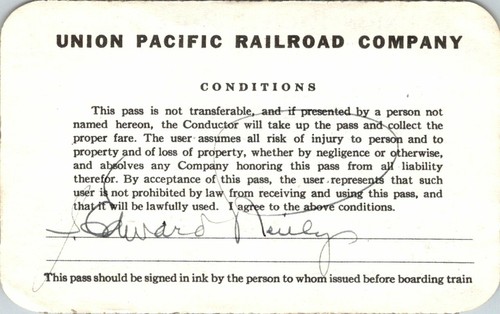 UNION PACIFIC RAILROAD COMPANY
CONDITIONS
This pass is not transferable, and if presented by a person not
named hereon, the Conductor will take up the pass and collect the
proper fare. The user assumes all risk of injury to person and to
property and of loss of property, whether by negligence or otherwise,
and absolves any Company honoring this pass from all liability
therefor. By acceptance of this pass, the user represents that such
user is not prohibited by law from receiving and using this pass, and
that it will be lawfully used. I agree to the above conditions.
Edward
This pass should be signed in ink by the person to whom issued before boarding train